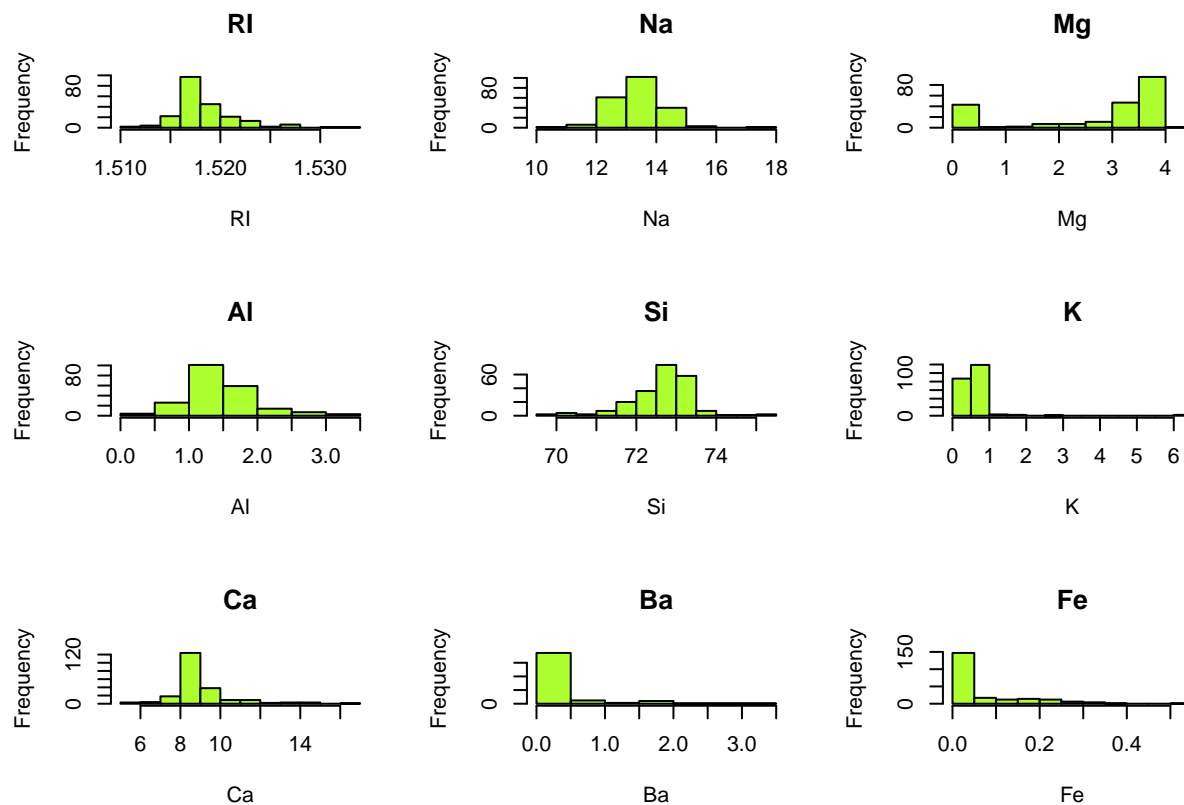 RI
Frequency
0 80
1.510 1.520 1.530
RI
Na
Frequency
0 80
10 12 14 16 18
Na
Mg
Frequency
0 80
0 1 2 3 4
Mg
Al
Frequency
0 80
0.0 1.0 2.0 3.0
Al
Si
Frequency
0 60
70 72 74
Si
K
Frequency
0 100
0 1 2 3 4 5 6
K
Ca
Frequency
0 120
6 8 10 14
Ca
Ba
Frequency
0
0.0 1.0 2.0 3.0
Ba
Fe
Frequency
0 150
0.0 0.2 0.4
Fe